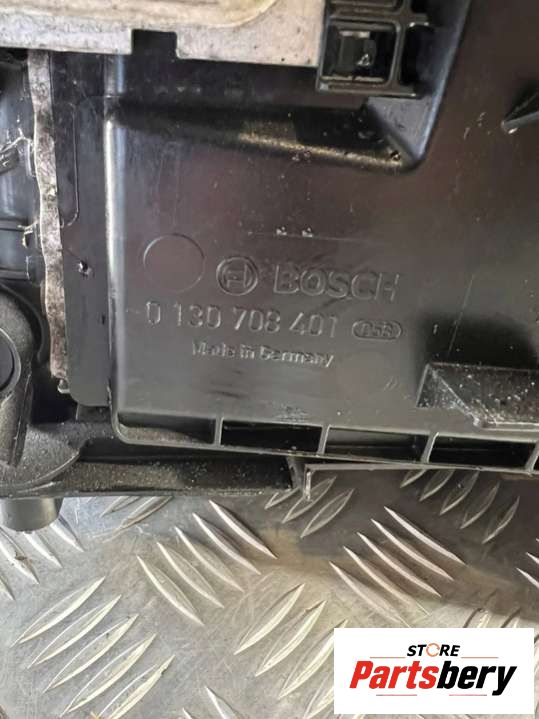 BOSCH
0 130 708 401
Made in Germany
STORE
Partsbery